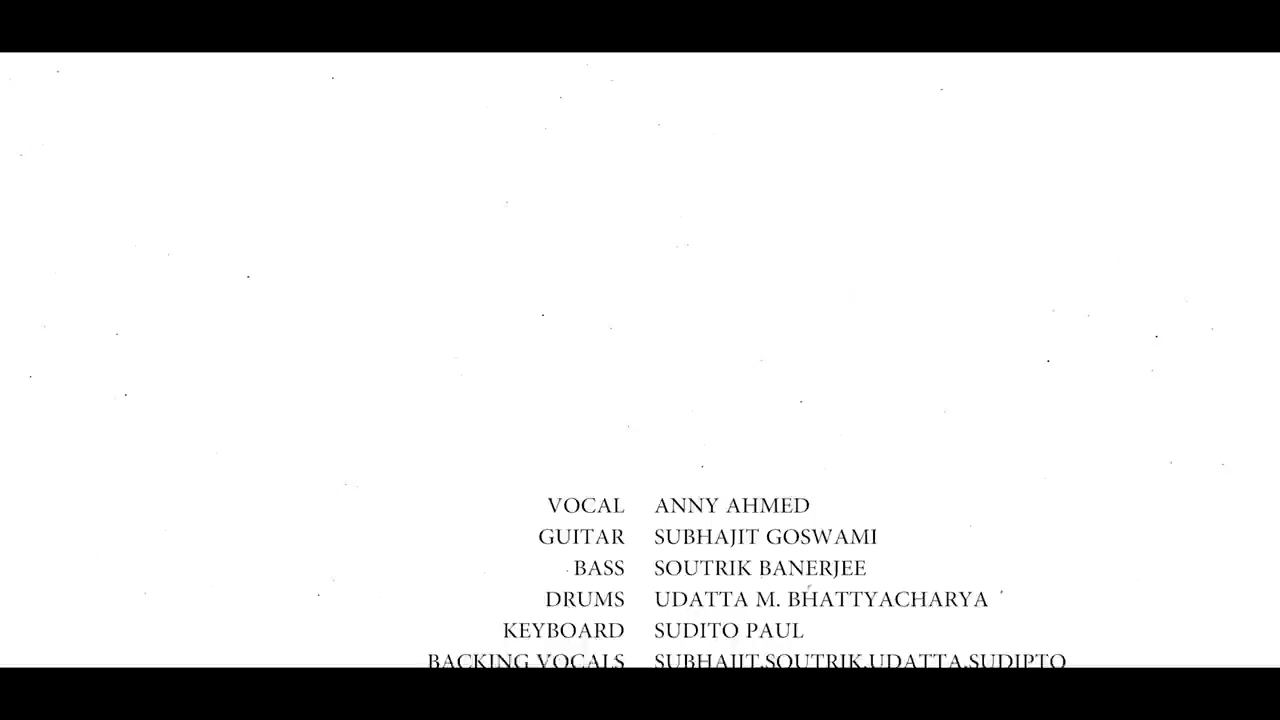 VOCAL ANNY AHMED
GUITAR SUBHAJIT GOSWAMI
BASS SOUTRIK BANERJEE
DRUMS UDATTA M. BHATTYACHARYA
KEYBOARD SUDITO PAUL
BACKING VOCALS SUBHAJIT,SOUTRIK,UDATTA,SUDIPTO